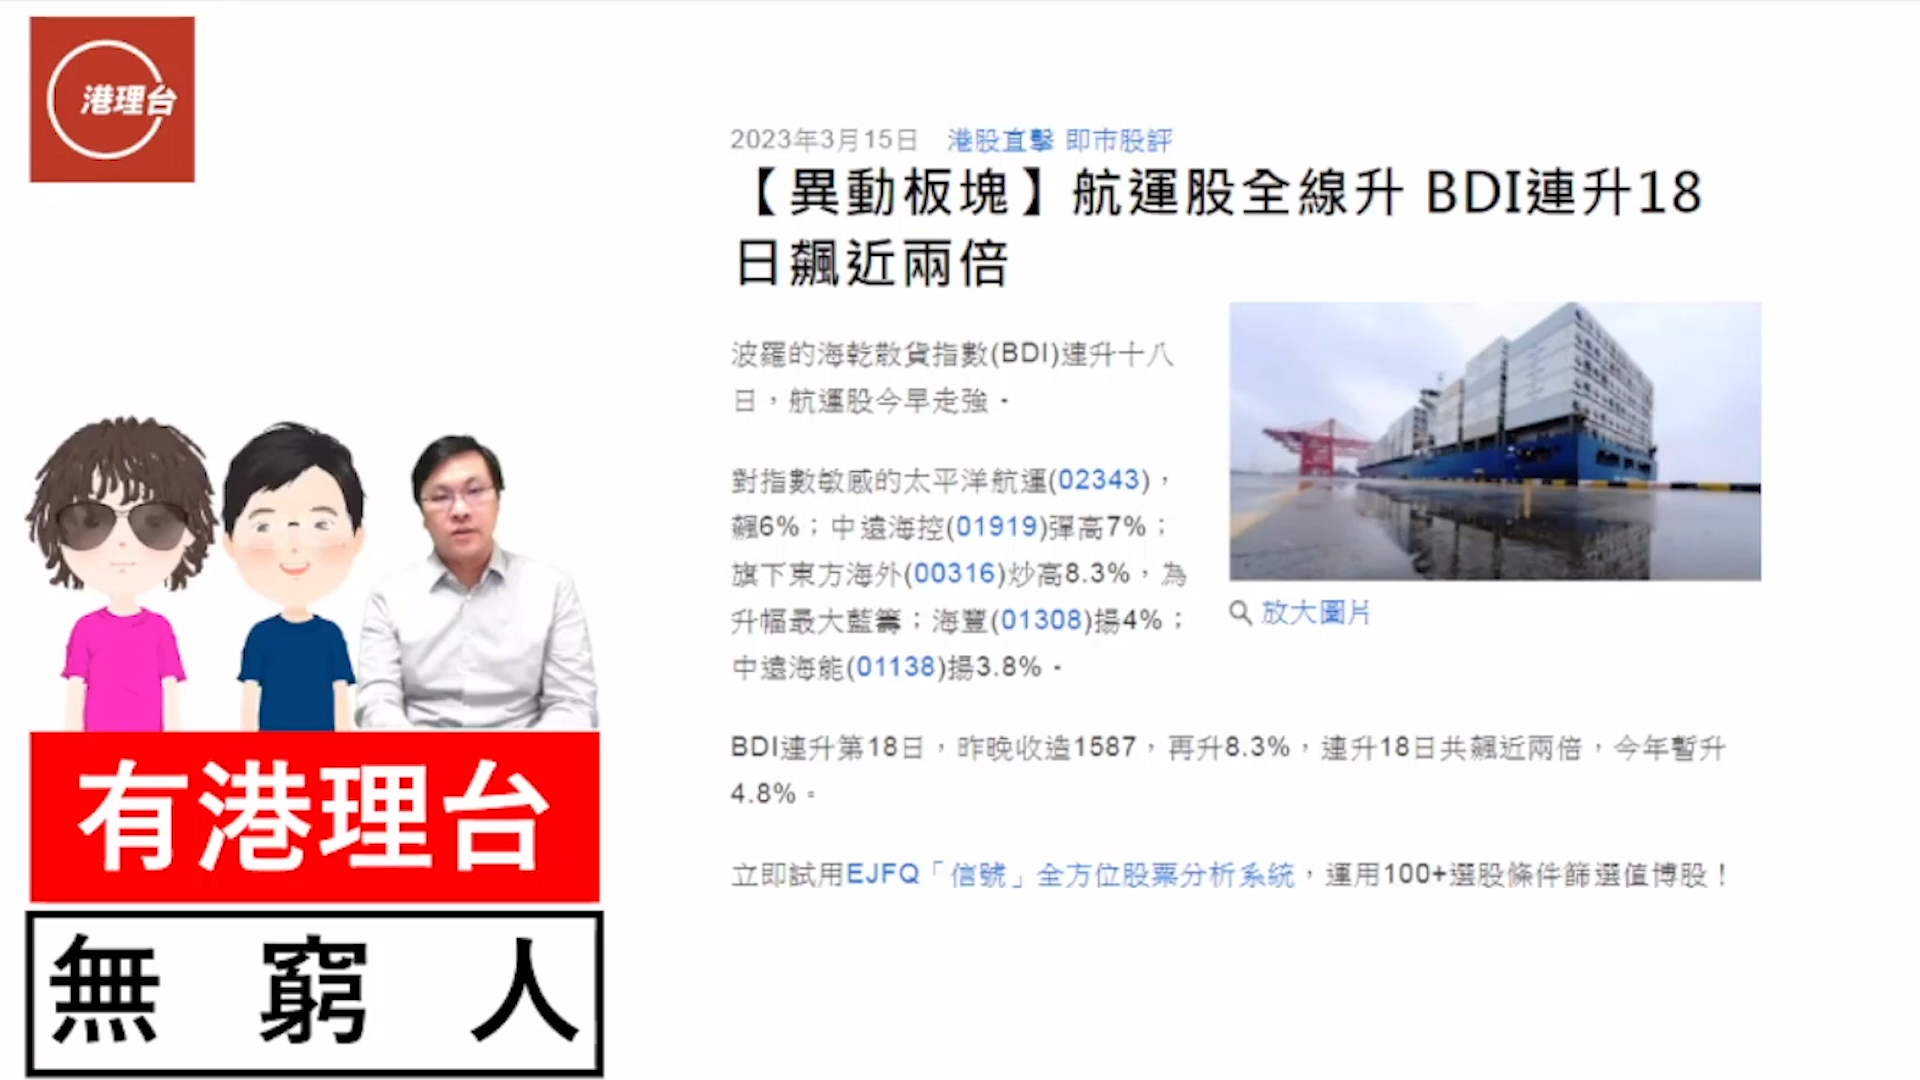 港理台
2023年3月15日 港股直擊 即市股評
【異動板塊】航運股全線升 BDI連升18
日飆近兩倍
波羅的海乾散貨指數(BDI)連升十八
日，航運股今早走強。
對指數敏感的太平洋航運(02343)，
飆6%；中遠海控(01919)彈高7%；
旗下東方海外(00316)炒高8.3%，為
升幅最大藍籌；海豐(01308)揚4%；
中遠海能(01138)揚3.8%。
放大圖片
BDI連升第18日，昨晚收造1587，再升8.3%，連升18日共飆近兩倍，今年暫升
4.8%。
立即試用EJFQ「信號」全方位股票分析系統，運用100+選股條件篩選值博股！
有港理台
無窮人